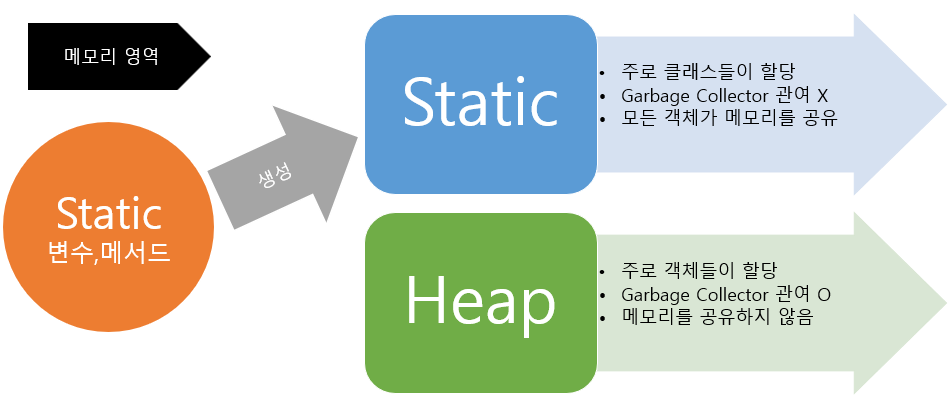 메모리 영역
Static
변수,메서드
생성
Static
• 주로 클래스들이 할당
• Garbage Collector 관여 X
• 모든 객체가 메모리를 공유
Heap
• 주로 객체들이 할당
• Garbage Collector 관여 O
• 메모리를 공유하지 않음